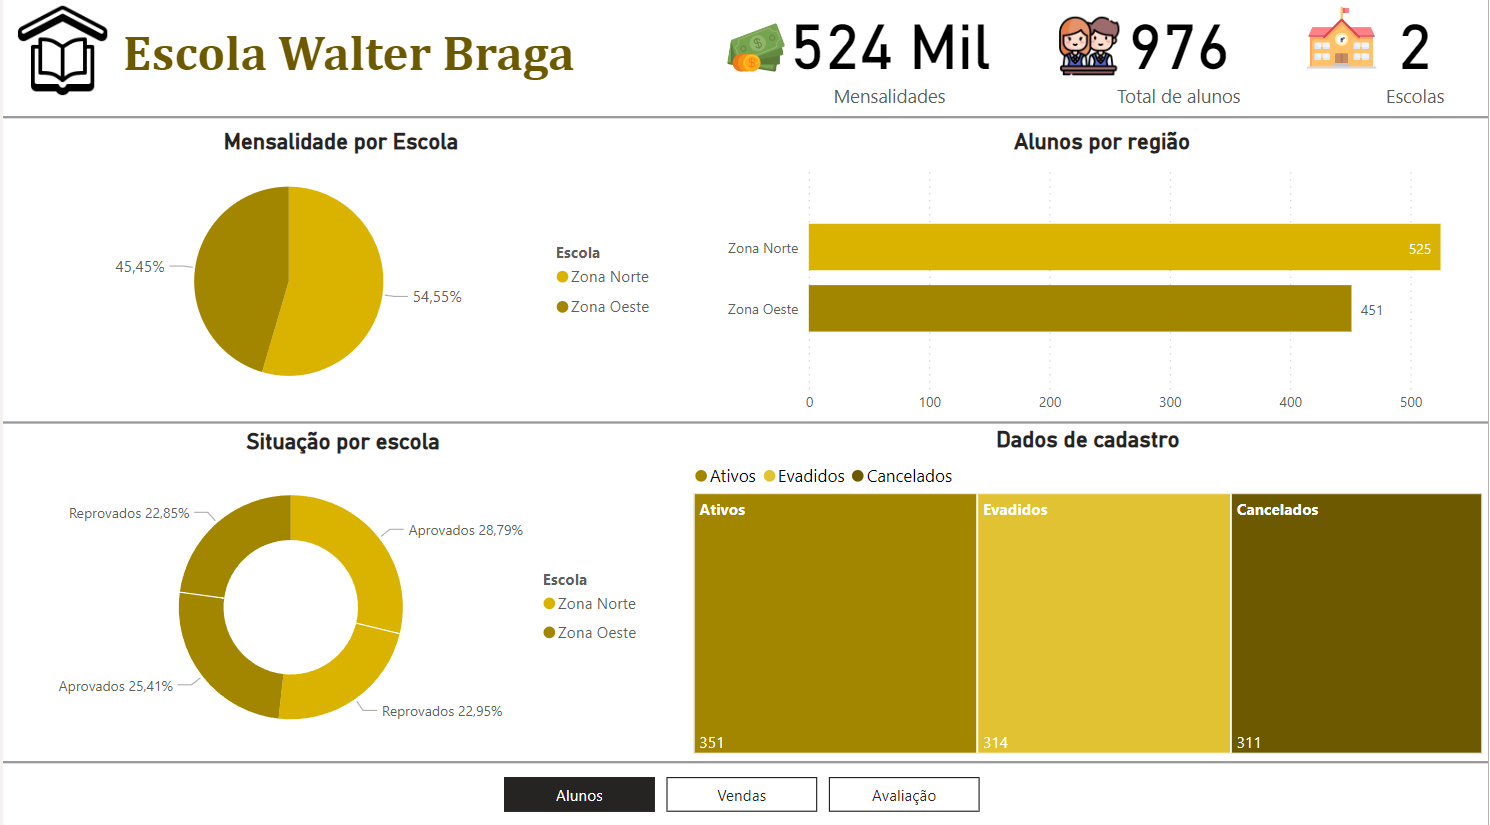 Escola Walter Braga
524 Mil
Mensalidades
976
Total de alunos
2
Escolas
Mensalidade por Escola
45,45%
54,55%
Escola
Zona Norte
Zona Oeste
Alunos por região
Zona Norte
525
Zona Oeste
451
0 100 200 300 400 500
Situação por escola
Reprovados 22,85%
Aprovados 28,79%
Aprovados 25,41%
Reprovados 22,95%
Escola
Zona Norte
Zona Oeste
Dados de cadastro
Ativos Evadidos Cancelados
Ativos
351
Evadidos
314
Cancelados
311
Alunos
Vendas
Avaliação